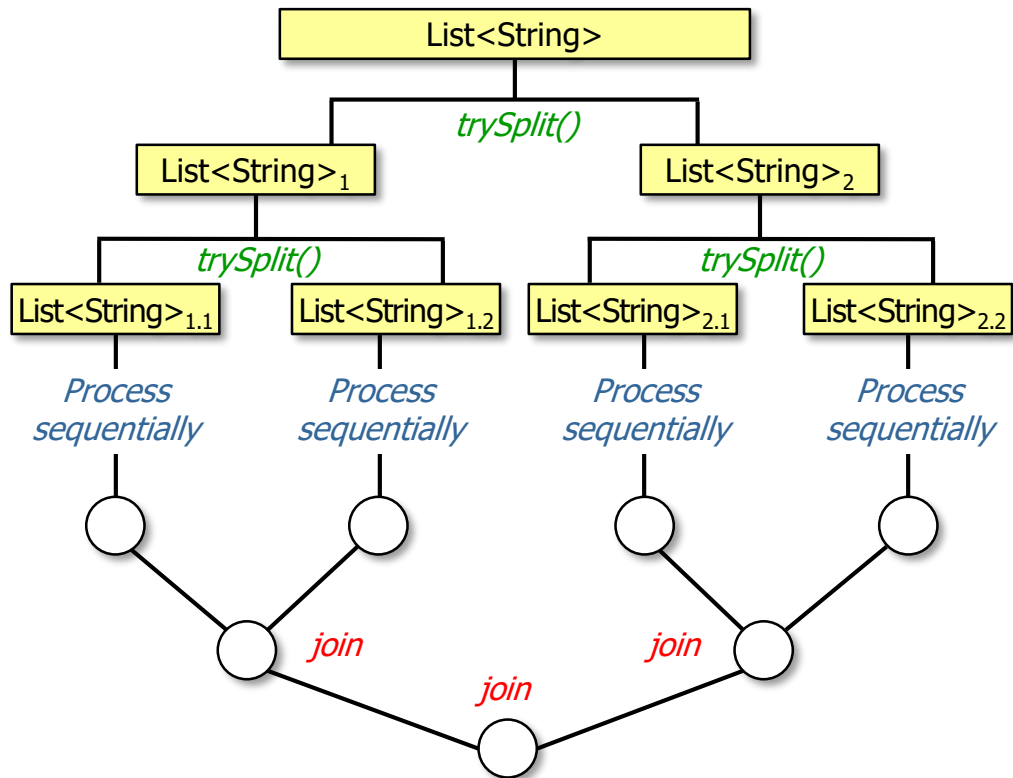 List<String>
trySplit()
List<String>1
List<String>2
trySplit()
trySplit()
List<String>1.1
List<String>1.2
List<String>2.1
List<String>2.2
Process
sequentially
Process
sequentially
Process
sequentially
Process
sequentially
join
join
join